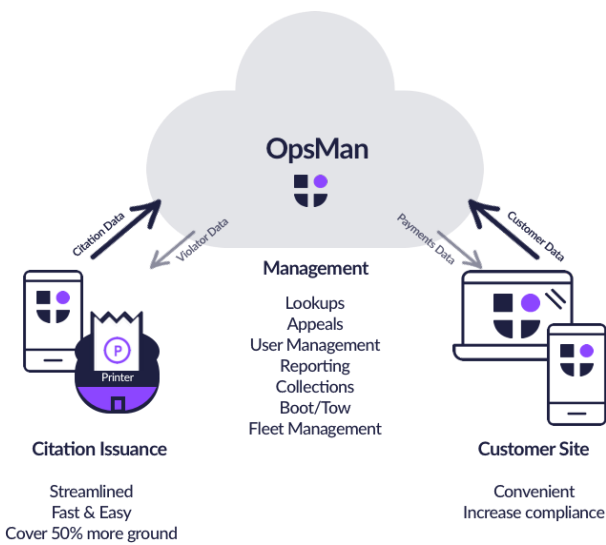 OpsMan
Citation Data
Violator Data
Payments Data
Customer Data
Management
Lookups
Appeals
User Management
Reporting
Collections
Boot/Tow
Fleet Management
P
Printer
Citation Issuance
Streamlined
Fast & Easy
Cover 50% more ground
Customer Site
Convenient
Increase compliance